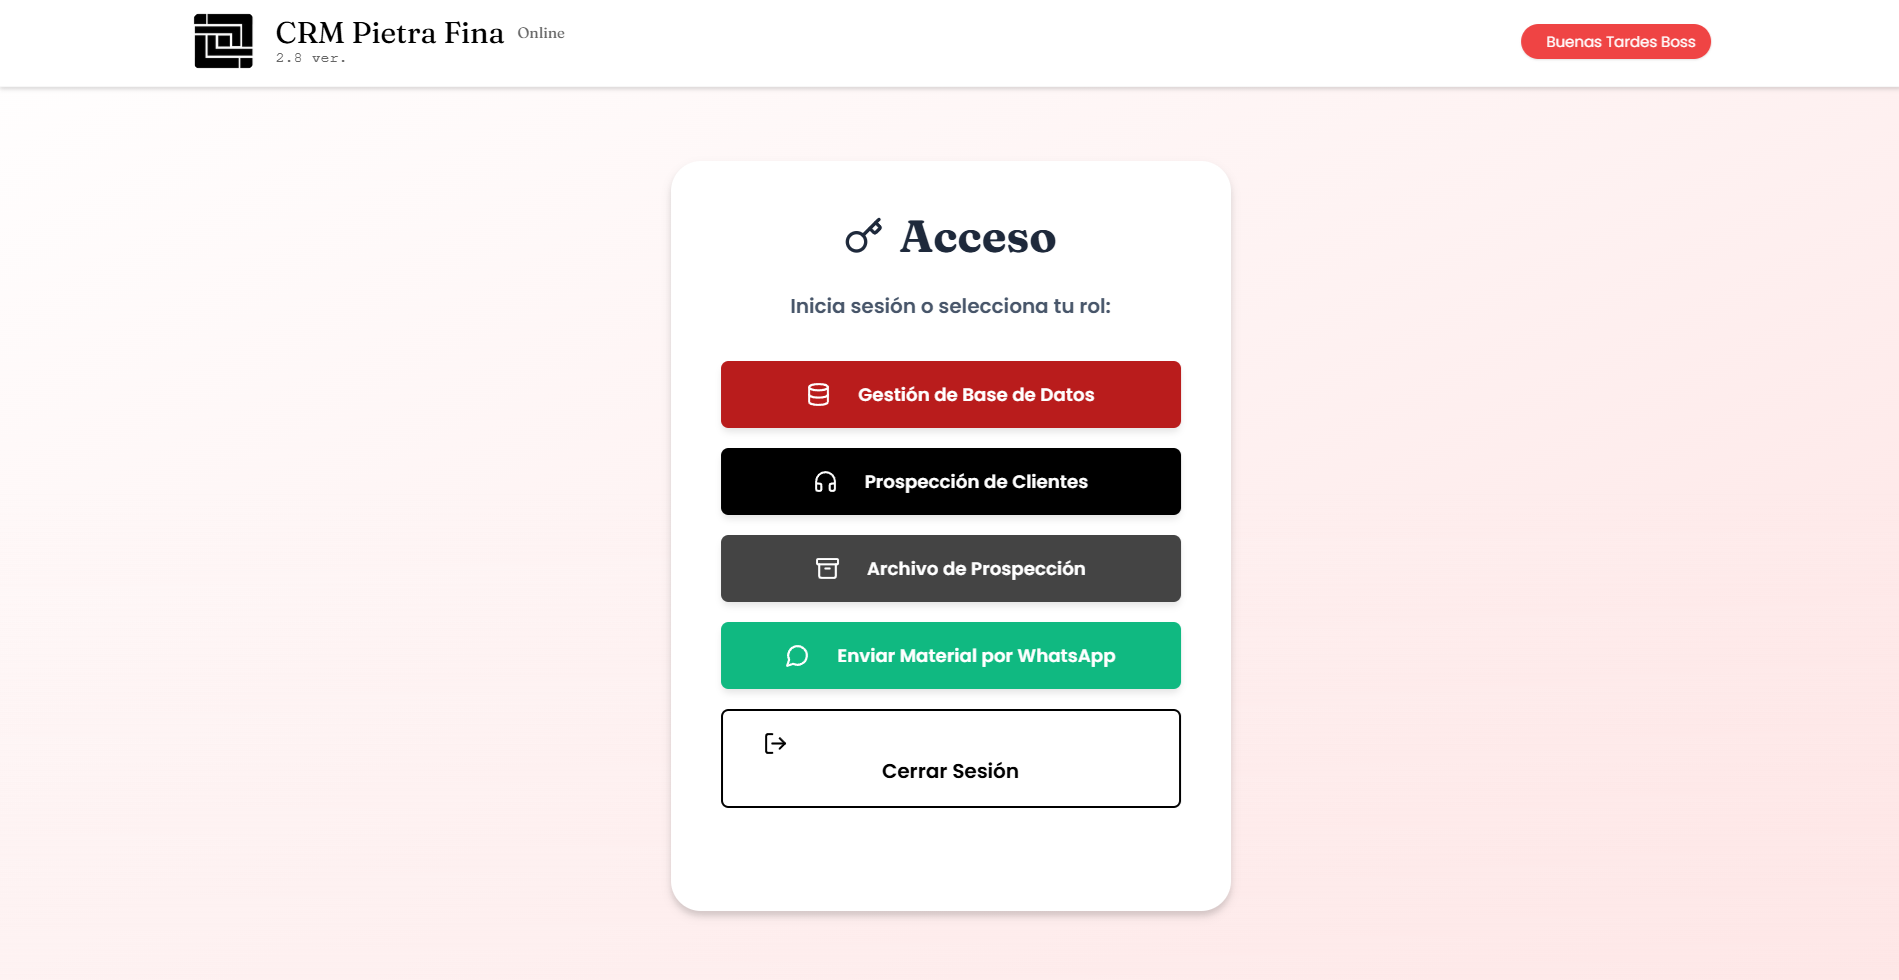 CRM Pietra Fina Online
2.8 ver.
Buenas Tardes Boss
Acceso
Inicia sesión o selecciona tu rol:
Gestión de Base de Datos
Prospección de Clientes
Archivo de Prospección
Enviar Material por WhatsApp
Cerrar Sesión